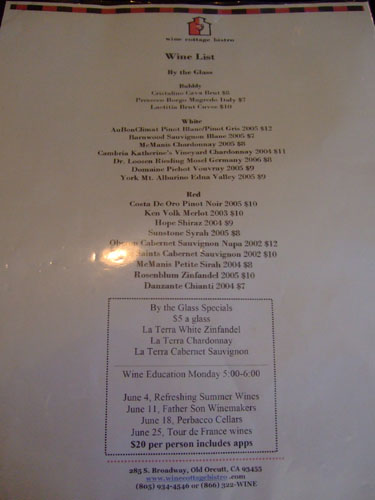 wine cottage bistro
Wine List
By the Glass
Bubbly
Cristalino Cava Brut $8
Prosecco Borgo Magredo Italy $7
Laetitia Brut Cuvee $10
White
AuBonClimat Pinot Blanc/Pinot Gris 2005 $12
Barnwood Sauvignon Blanc 2005 $7
McManis Chardonnay 2005 $8
Cambria Katherine's Vineyard Chardonnay 2004 $11
Dr. Loosen Riesling Mosel Germany 2006 $8
Domaine Pichot Vouvray 2005 $9
York Mt. Albarino Edna Valley 2005 $9
Red
Costa De Oro Pinot Noir 2005 $10
Ken Volk Merlot 2003 $10
Hope Shiraz 2004 $9
Sunstone Syrah 2005 $8
Cabernet Sauvignon Napa 2002 $12
Saints Cabernet Sauvignon 2002 $10
McManis Petite Sirah 2004 $8
Rosenblum Zinfandel 2005 $10
Danzante Chianti 2004 $7
By the Glass Specials
$5 a glass
La Terra White Zinfandel
La Terra Chardonnay
La Terra Cabernet Sauvignon
Wine Education Monday 5:00-6:00
June 4, Refreshing Summer Wines
June 11, Father Son Winemakers
June 18, Perbacco Cellars
June 25, Tour de France wines
$20 per person includes apps
285 S. Broadway, Old Orcutt, CA 93455
www.winecottagebistro.com
(805) 934-4546 or (866) 322-WINE